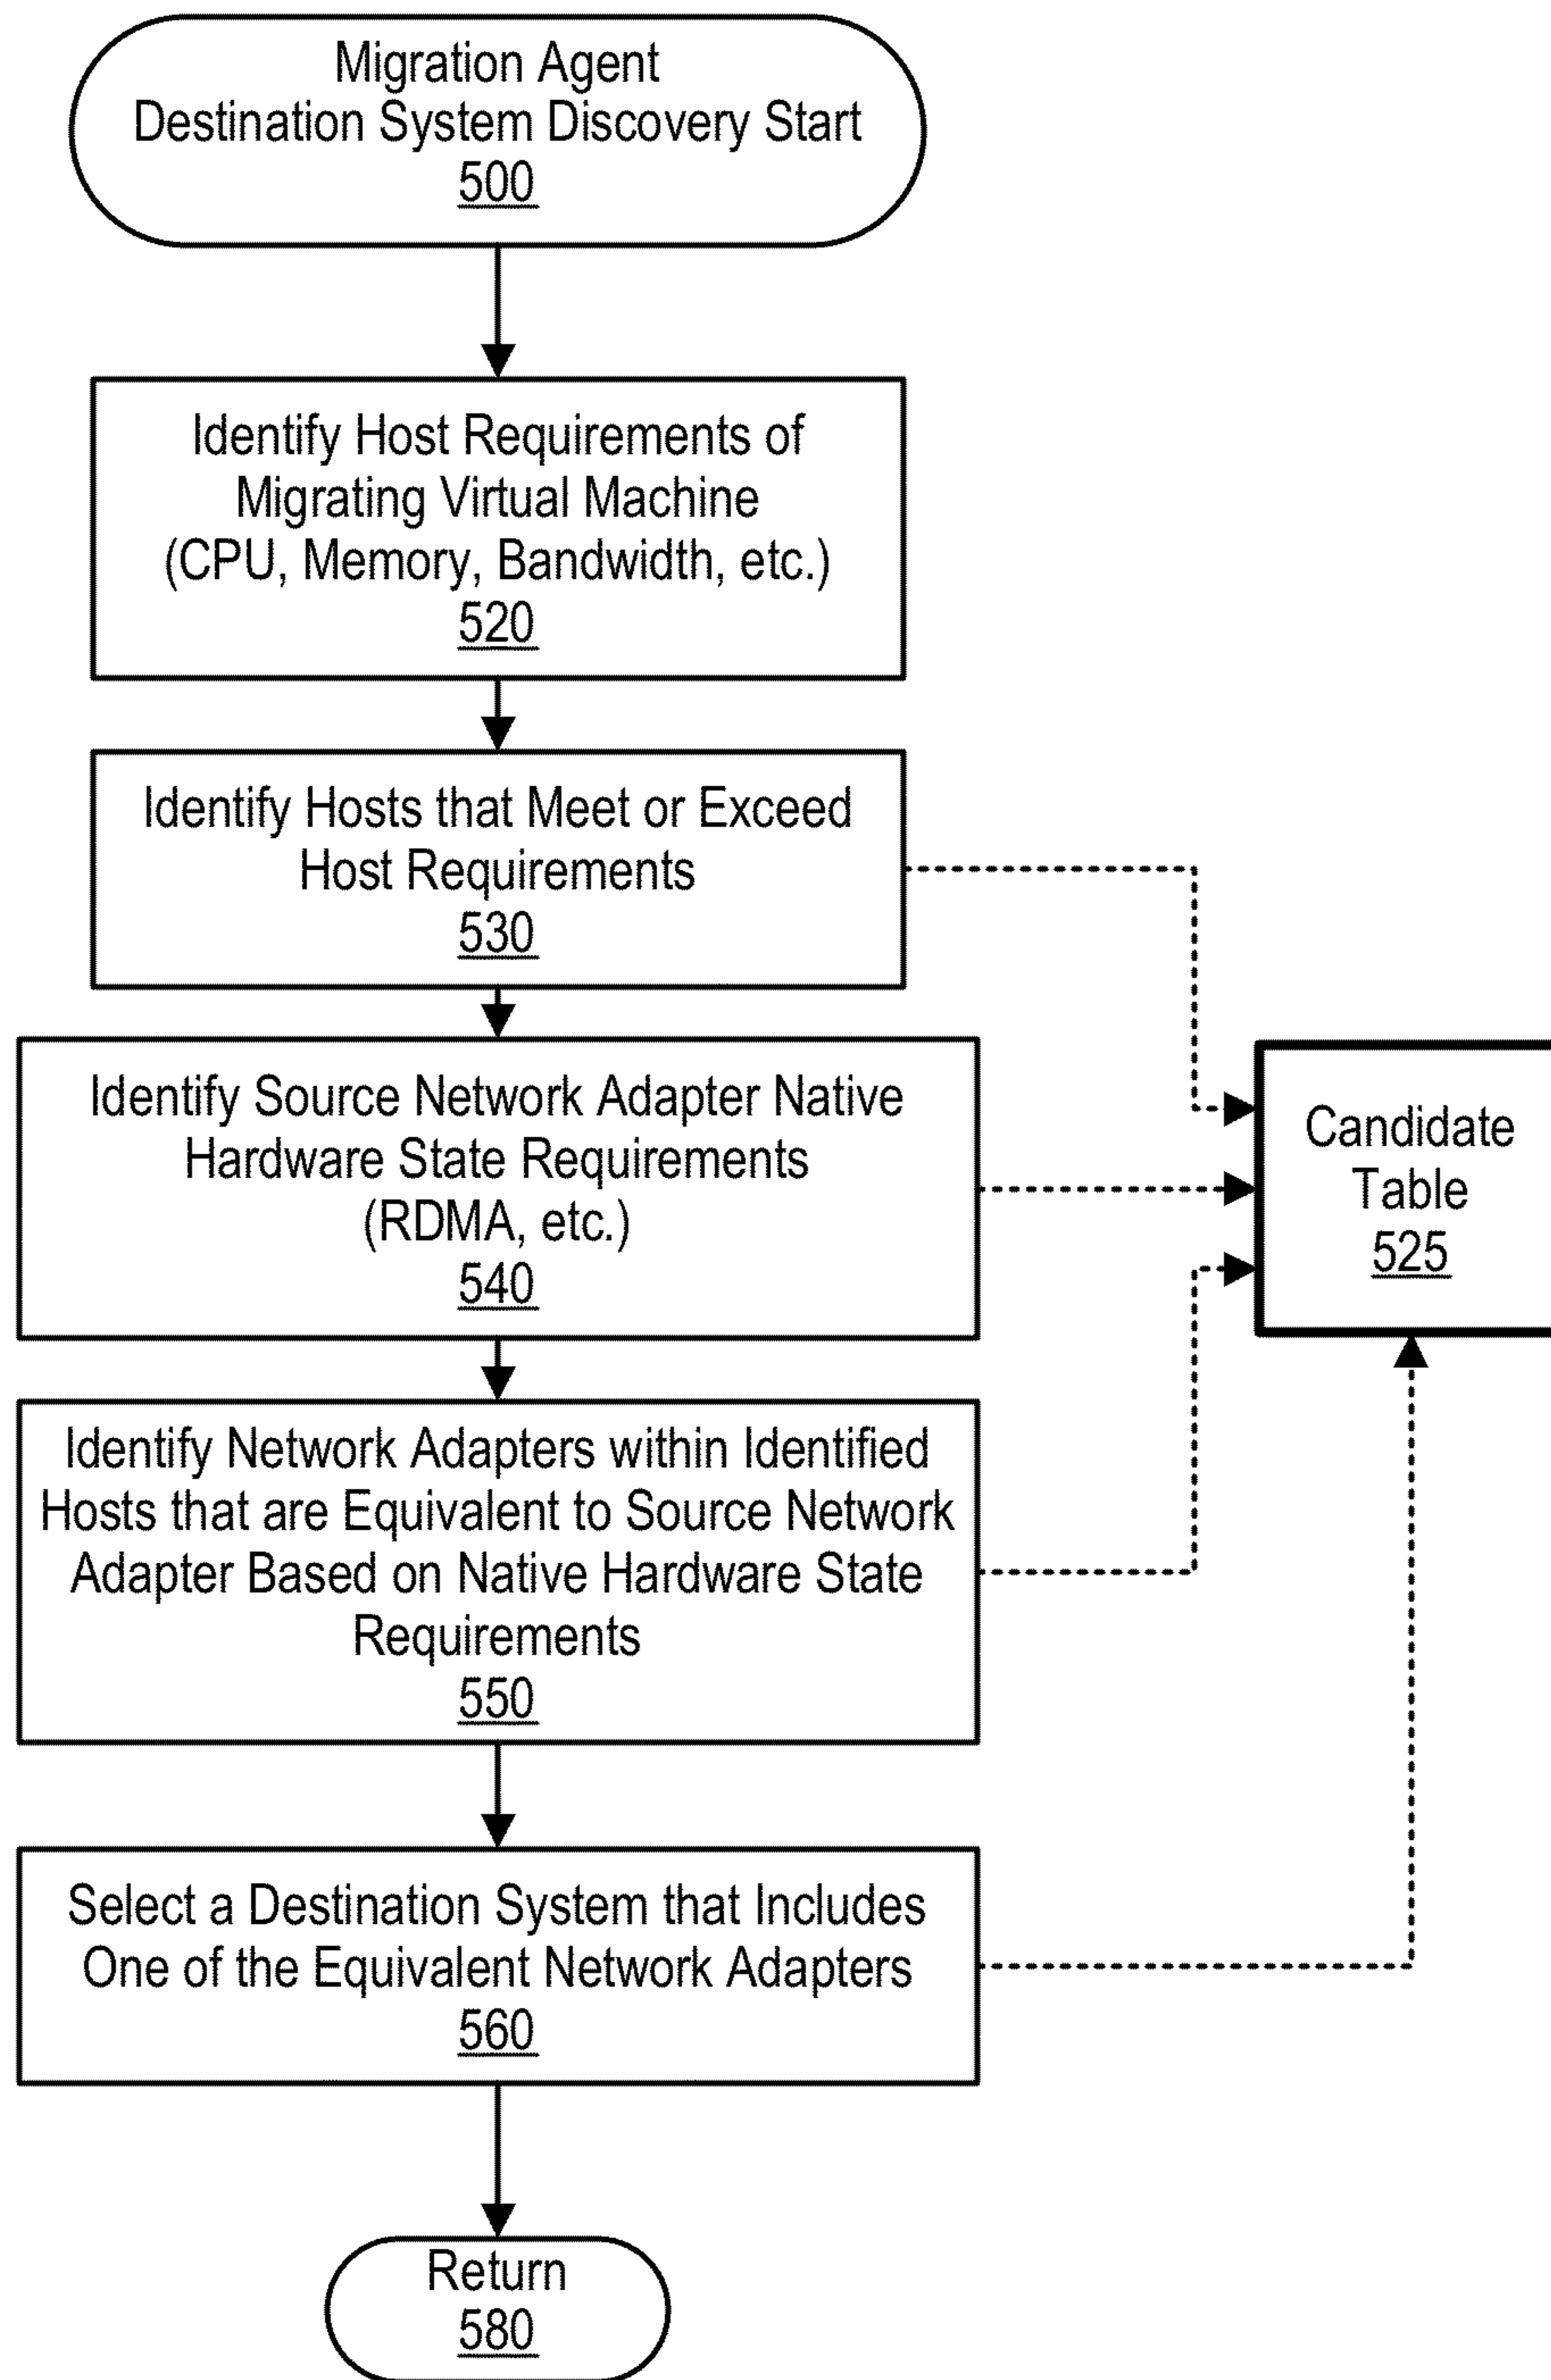 Migration Agent
Destination System Discovery Start
500
Identify Host Requirements of
Migrating Virtual Machine
(CPU, Memory, Bandwidth, etc.)
520
Identify Hosts that Meet or Exceed
Host Requirements
530
Identify Source Network Adapter Native
Hardware State Requirements
(RDMA, etc.)
540
Candidate
Table
525
Identify Network Adapters within Identified
Hosts that are Equivalent to Source Network
Adapter Based on Native Hardware State
Requirements
550
Select a Destination System that Includes
One of the Equivalent Network Adapters
560
Return
580